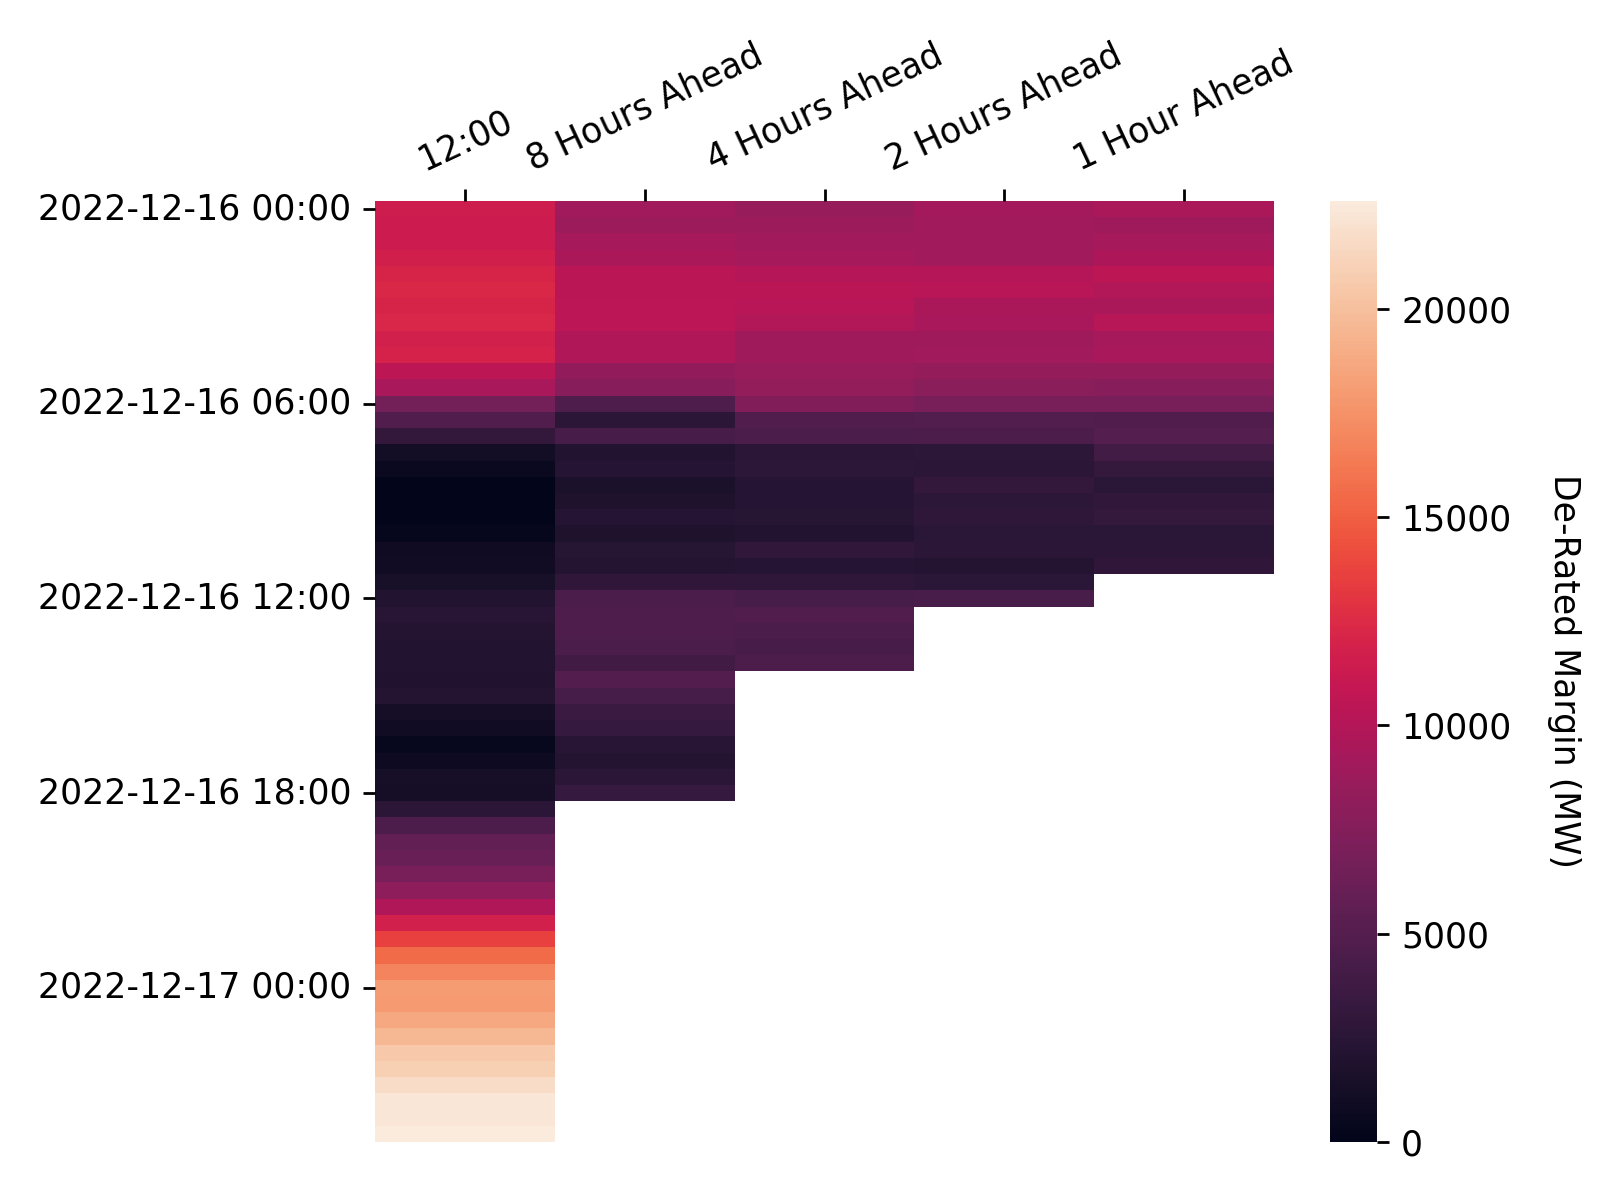 12:00
8 Hours Ahead
4 Hours Ahead
2 Hours Ahead
1 Hour Ahead
2022-12-16 00:00
2022-12-16 06:00
2022-12-16 12:00
2022-12-16 18:00
2022-12-17 00:00
20000
15000
10000
5000
0
De-Rated Margin (MW)